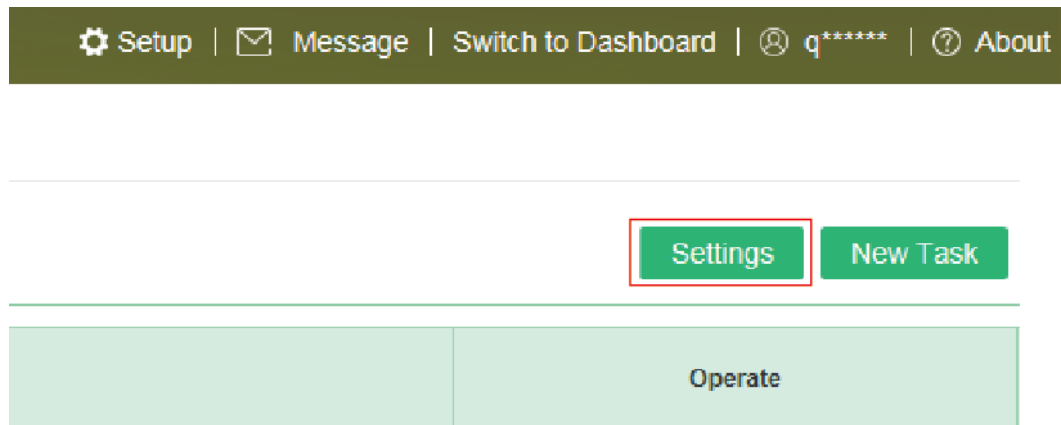 Setup | Message | Switch to Dashboard | q****** | About
Settings New Task
Operate